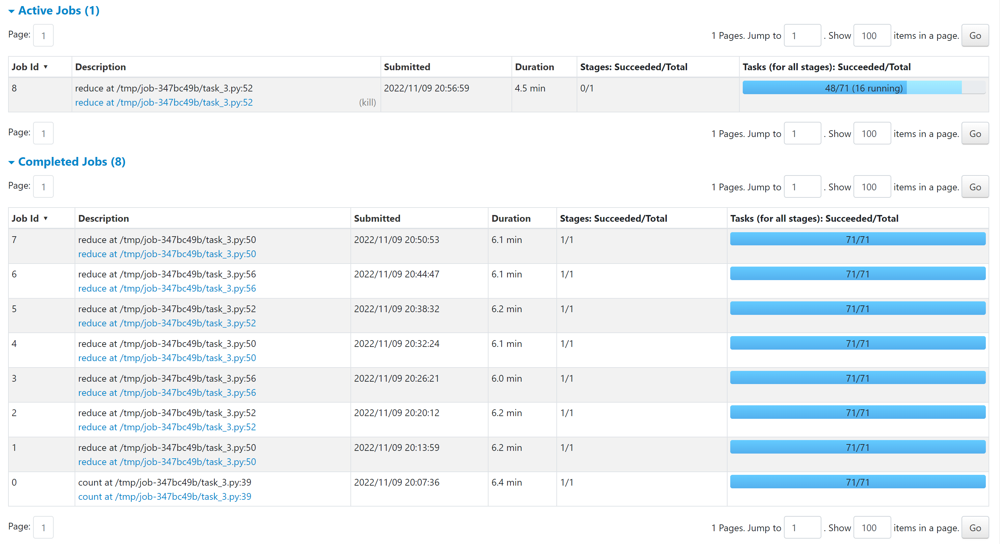 Active Jobs (1)
Page: 1
1 Pages. Jump to 1 . Show 100 items in a page. Go
Job Id ▾ Description Submitted Duration Stages: Succeeded/Total Tasks (for all stages): Succeeded/Total
8 reduce at /tmp/job-347bc49b/task_3.py:52 2022/11/09 20:56:59 4.5 min 0/1 48/71 (16 running)
reduce at /tmp/job-347bc49b/task_3.py:52 (kill)
Page: 1
1 Pages. Jump to 1 . Show 100 items in a page. Go
Completed Jobs (8)
Page: 1
1 Pages. Jump to 1 . Show 100 items in a page. Go
Job Id ▾ Description Submitted Duration Stages: Succeeded/Total Tasks (for all stages): Succeeded/Total
7 reduce at /tmp/job-347bc49b/task_3.py:50 2022/11/09 20:50:53 6.1 min 1/1 71/71
reduce at /tmp/job-347bc49b/task_3.py:50
6 reduce at /tmp/job-347bc49b/task_3.py:56 2022/11/09 20:44:47 6.1 min 1/1 71/71
reduce at /tmp/job-347bc49b/task_3.py:56
5 reduce at /tmp/job-347bc49b/task_3.py:52 2022/11/09 20:38:32 6.2 min 1/1 71/71
reduce at /tmp/job-347bc49b/task_3.py:52
4 reduce at /tmp/job-347bc49b/task_3.py:50 2022/11/09 20:32:24 6.1 min 1/1 71/71
reduce at /tmp/job-347bc49b/task_3.py:50
3 reduce at /tmp/job-347bc49b/task_3.py:56 2022/11/09 20:26:21 6.0 min 1/1 71/71
reduce at /tmp/job-347bc49b/task_3.py:56
2 reduce at /tmp/job-347bc49b/task_3.py:52 2022/11/09 20:20:12 6.2 min 1/1 71/71
reduce at /tmp/job-347bc49b/task_3.py:52
1 reduce at /tmp/job-347bc49b/task_3.py:50 2022/11/09 20:13:59 6.2 min 1/1 71/71
reduce at /tmp/job-347bc49b/task_3.py:50
0 count at /tmp/job-347bc49b/task_3.py:39 2022/11/09 20:07:36 6.4 min 1/1 71/71
count at /tmp/job-347bc49b/task_3.py:39
Page: 1
1 Pages. Jump to 1 . Show 100 items in a page. Go